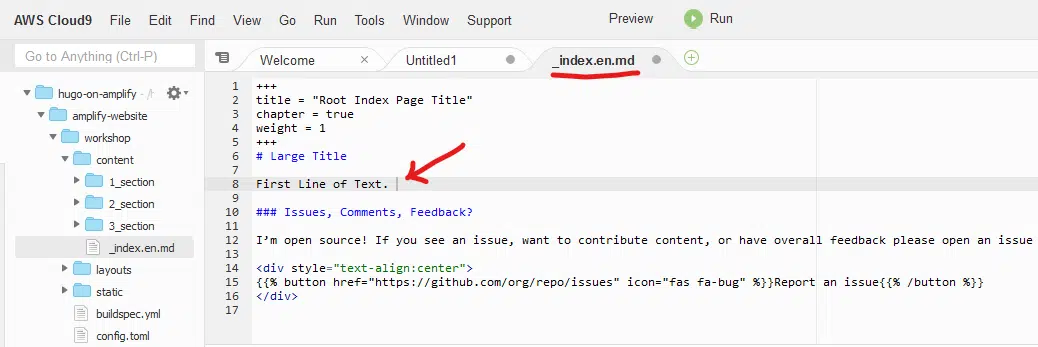 AWS Cloud9 File Edit Find View Go Run Tools Window Support Preview Run
Go to Anything (Ctrl-P)
Welcome × Untitled1 _index.en.md
hugo-on-amplify - /h
amplify-website
workshop
content
1_section
2_section
3_section
_index.en.md
layouts
static
buildspec.yml
config.toml
1 +++
2 title = "Root Index Page Title"
3 chapter = true
4 weight = 1
5 +++
6 # Large Title
7
8 First Line of Text.
9
10 ### Issues, Comments, Feedback?
11
12 I’m open source! If you see an issue, want to contribute content, or have overall feedback please open an issue
13
14 <div style="text-align:center">
15 {{% button href="https://github.com/org/repo/issues" icon="fas fa-bug" %}}Report an issue{{% /button %}}
16 </div>
17